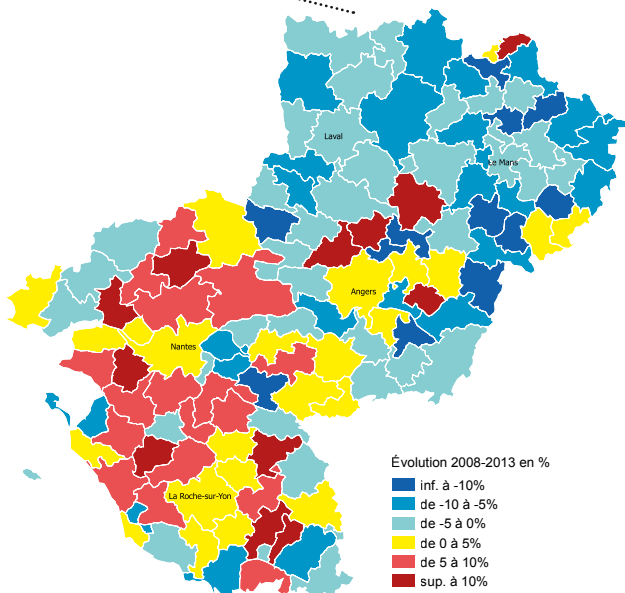 Laval
Le Mans
Angers
Nantes
La Roche-sur-Yon
Évolution 2008-2013 en %
inf. à -10%
de -10 à -5%
de -5 à 0%
de 0 à 5%
de 5 à 10%
sup. à 10%